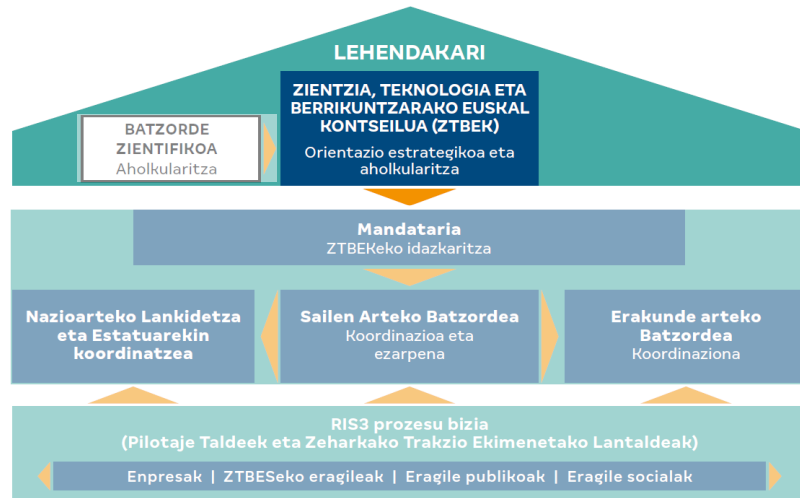 LEHENDAKARI
ZIENTZIA, TEKNOLOGIA ETA
BERRIKUNTZARAKO EUSKAL
KONTSEILUA (ZTBEK)
Orientazio estrategikoa eta
aholkularitza
BATZORDE
ZIENTIFIKOA
Aholkularitza
Mandataria
ZTBEKeko idazkaritza
Nazioarteko Lankidetza
eta Estatuarekin
koordinatzea
Sailen Arteko Batzordea
Koordinazioa eta
ezarpena
Erakunde arteko
Batzordea
Koordinaziona
RIS3 prozesu bizia
(Pilotaje Taldeek eta Zeharkako Trakzio Ekimenetako Lantaldeak)
Enpresak | ZTBESeko eragileak | Eragile publikoak | Eragile socialak